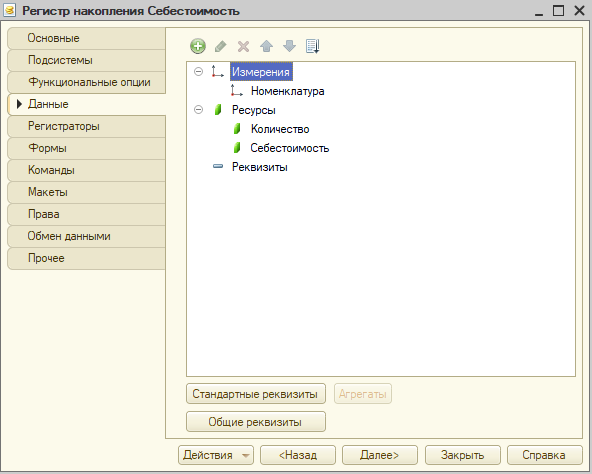 Регистр накопления Себестоимость
Основные
Подсистемы
Функциональные опции
Данные
Регистраторы
Формы
Команды
Макеты
Права
Обмен данными
Прочее
Измерения
Номенклатура
Ресурсы
Количество
Себестоимость
Реквизиты
Стандартные реквизиты
Агрегаты
Общие реквизиты
Действия
<Назад
Далее>
Закрыть
Справка